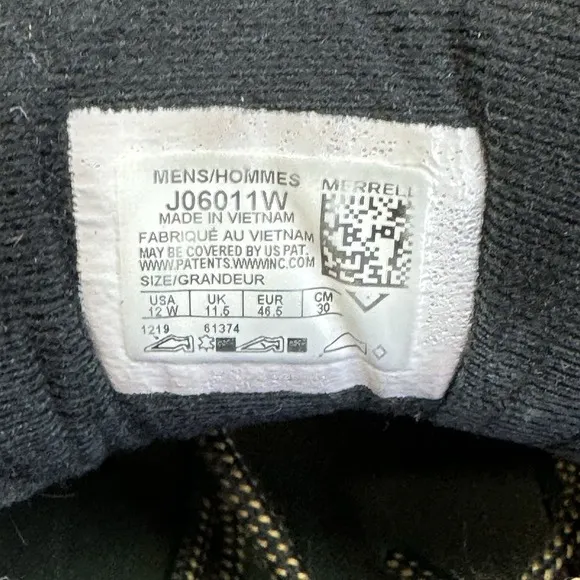 MENS/HOMMES
MERRELL
J06011W
MADE IN VIETNAM
FABRIQUÉ AU VIETNAM
MAY BE COVERED BY US PAT.
WWW.PATENTS.WWWINC.COM
SIZE/GRANDEUR
USA UK EUR CM
12 W 11.5 46.5 30
1219 61374